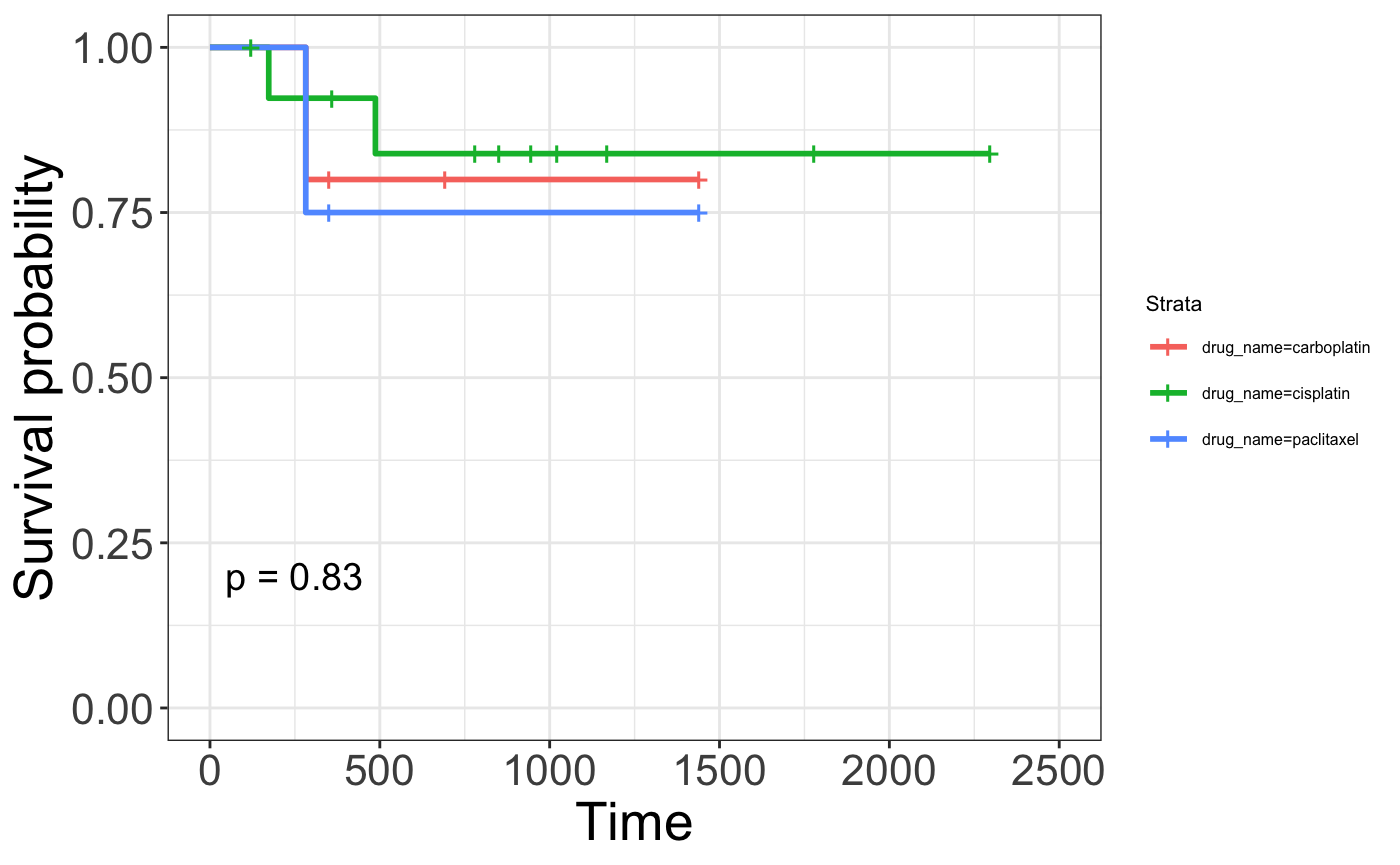 Survival probability
1.00
0.75
0.50
0.25
0.00
p = 0.83
0 500 1000 1500 2000 2500
Time
Strata
drug_name=carboplatin
drug_name=cisplatin
drug_name=paclitaxel